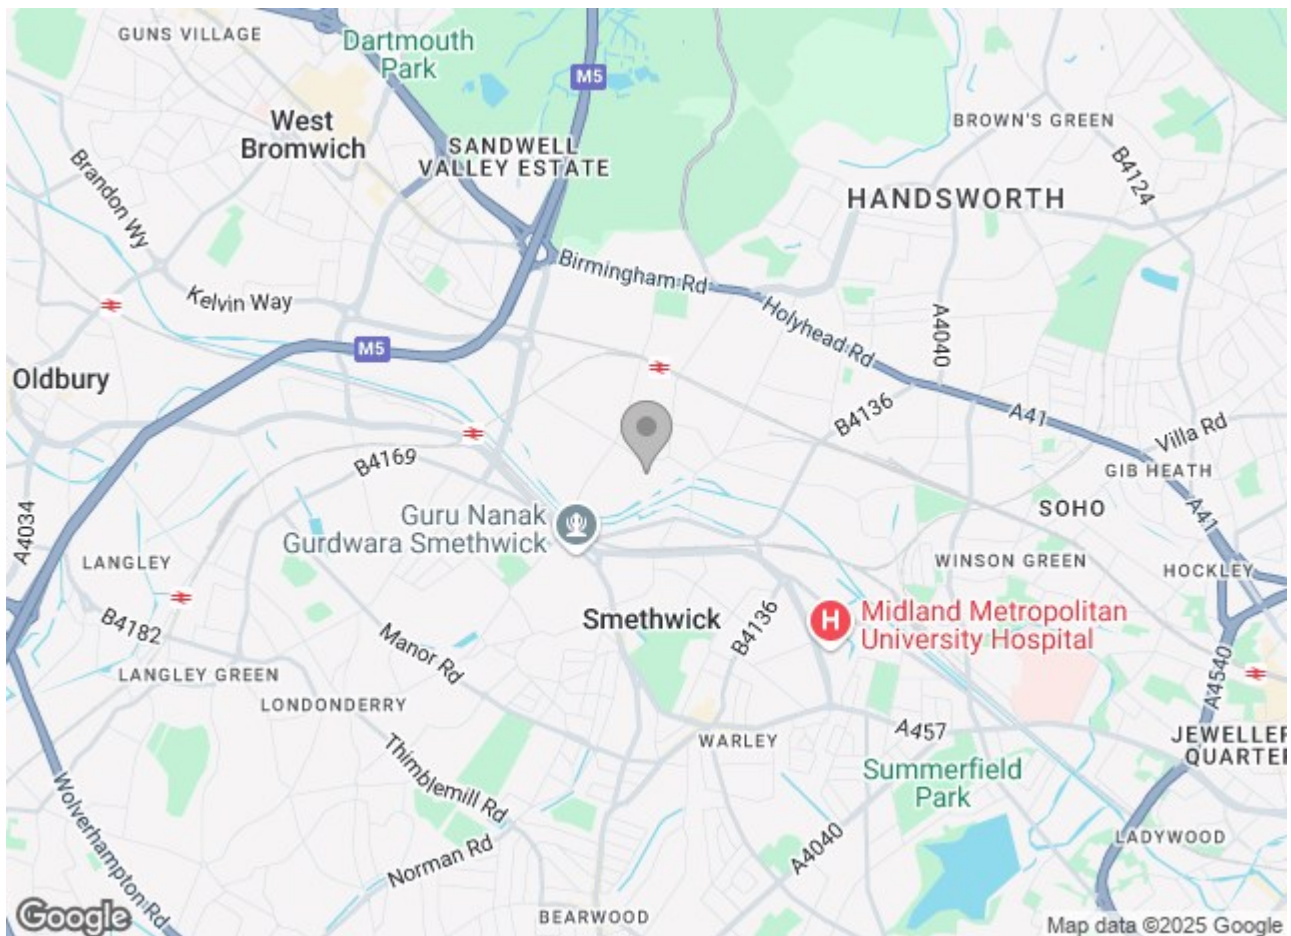 GUNS VILLAGE
Dartmouth
Park
M5
West
Bromwich
SANDWELL
VALLEY ESTATE
BROWN'S GREEN
B4124
HANDSWORTH
Brandon Wy
Birmingham Rd
Kelvin Way
Holyhead Rd
A4040
M5
Oldbury
B4136
A41
Villa Rd
B4169
GIB HEATH
Guru Nanak
Gurdwara Smethwick
SOHO
A41
A4034
LANGLEY
WINSON GREEN
HOCKLEY
B4182
Smethwick
B4136
H
Midland Metropolitan
University Hospital
Manor Rd
A4540
LANGLEY GREEN
LONDONDERRY
A457
WARLEY
JEWELLER
QUARTER
Thimblemill Rd
Summerfield
Park
Wolverhampton Rd
Norman Rd
A4040
LADYWOOD
BEARWOOD
Google
Map data ©2025 Google